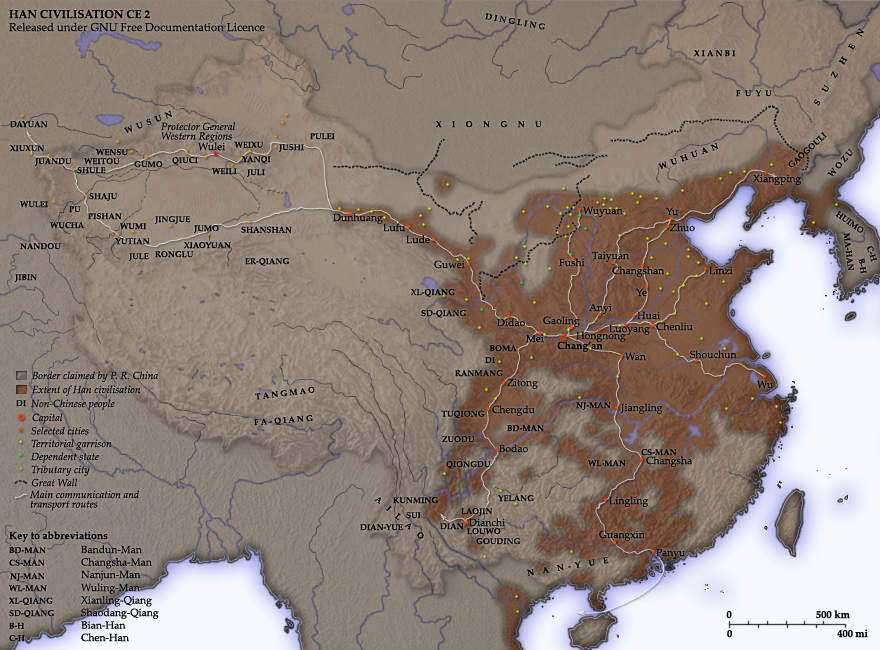 HAN CIVILISATION CE 2
Released under GNU Free Documentation Licence
DINGLING
XIANBI
SUZHEN
FUYU
XIONGNU
WUHUAN
GAOGOULI
WOZU
DAYUAN
WUSUN
Protector General
Western Regions
Wulei
PULEI
XIUXUN
JUANDU
WENSU
WEITOU
SHULE
GUMO
QIUCI
WEIXU
YANQI
JUSHI
WEILI
JULI
Xiangping
WULEI
SHAJU
PU
PISHAN
WUCHA
WUMI
JINGJUE
JUMO
SHANSHAN
Dunhuang
Lufu
Lude
Wuyuan
Yu
Zhuo
HUIMO
MA-HAN
C-H
B-H
NANDOU
YUTIAN
JULE
RONGLU
XIAOYUAN
ER-QIANG
Guwei
Fushi
Taiyuan
Changshan
Linzi
JIBIN
XL-QIANG
SD-QIANG
Ye
Anyi
Huai
Didao
Gaoling
Mei
Chang'an
Hongnong
Luoyang
Chenliu
BOMA
DI
RANMANG
Wan
Shouchun
Wu
Zitong
TANGMAO
FA-QIANG
TUQIONG
Chengdu
NJ-MAN
Jiangling
BD-MAN
ZUODU
Bodao
QIONGDU
WL-MAN
CS-MAN
Changsha
KUNMING
YELANG
Lingling
AILAO
SUI
LAOJIN
DIAN-YUE
DIAN
Dianchi
LOUWO
GOUDING
Guangxin
NAN-YUE
Panyu
Border claimed by P. R. China
Extent of Han civilisation
DI Non-Chinese people
Capital
Selected cities
Territorial garrison
Dependent state
Tributary city
Great Wall
Main communication and
transport routes
Key to abbreviations
BD-MAN Bandun-Man
CS-MAN Changsha-Man
NJ-MAN Nanjun-Man
WL-MAN Wuling-Man
XL-QIANG Xianling-Qiang
SD-QIANG Shaodang-Qiang
B-H Bian-Han
C-H Chen-Han
0 500 km
0 400 mi